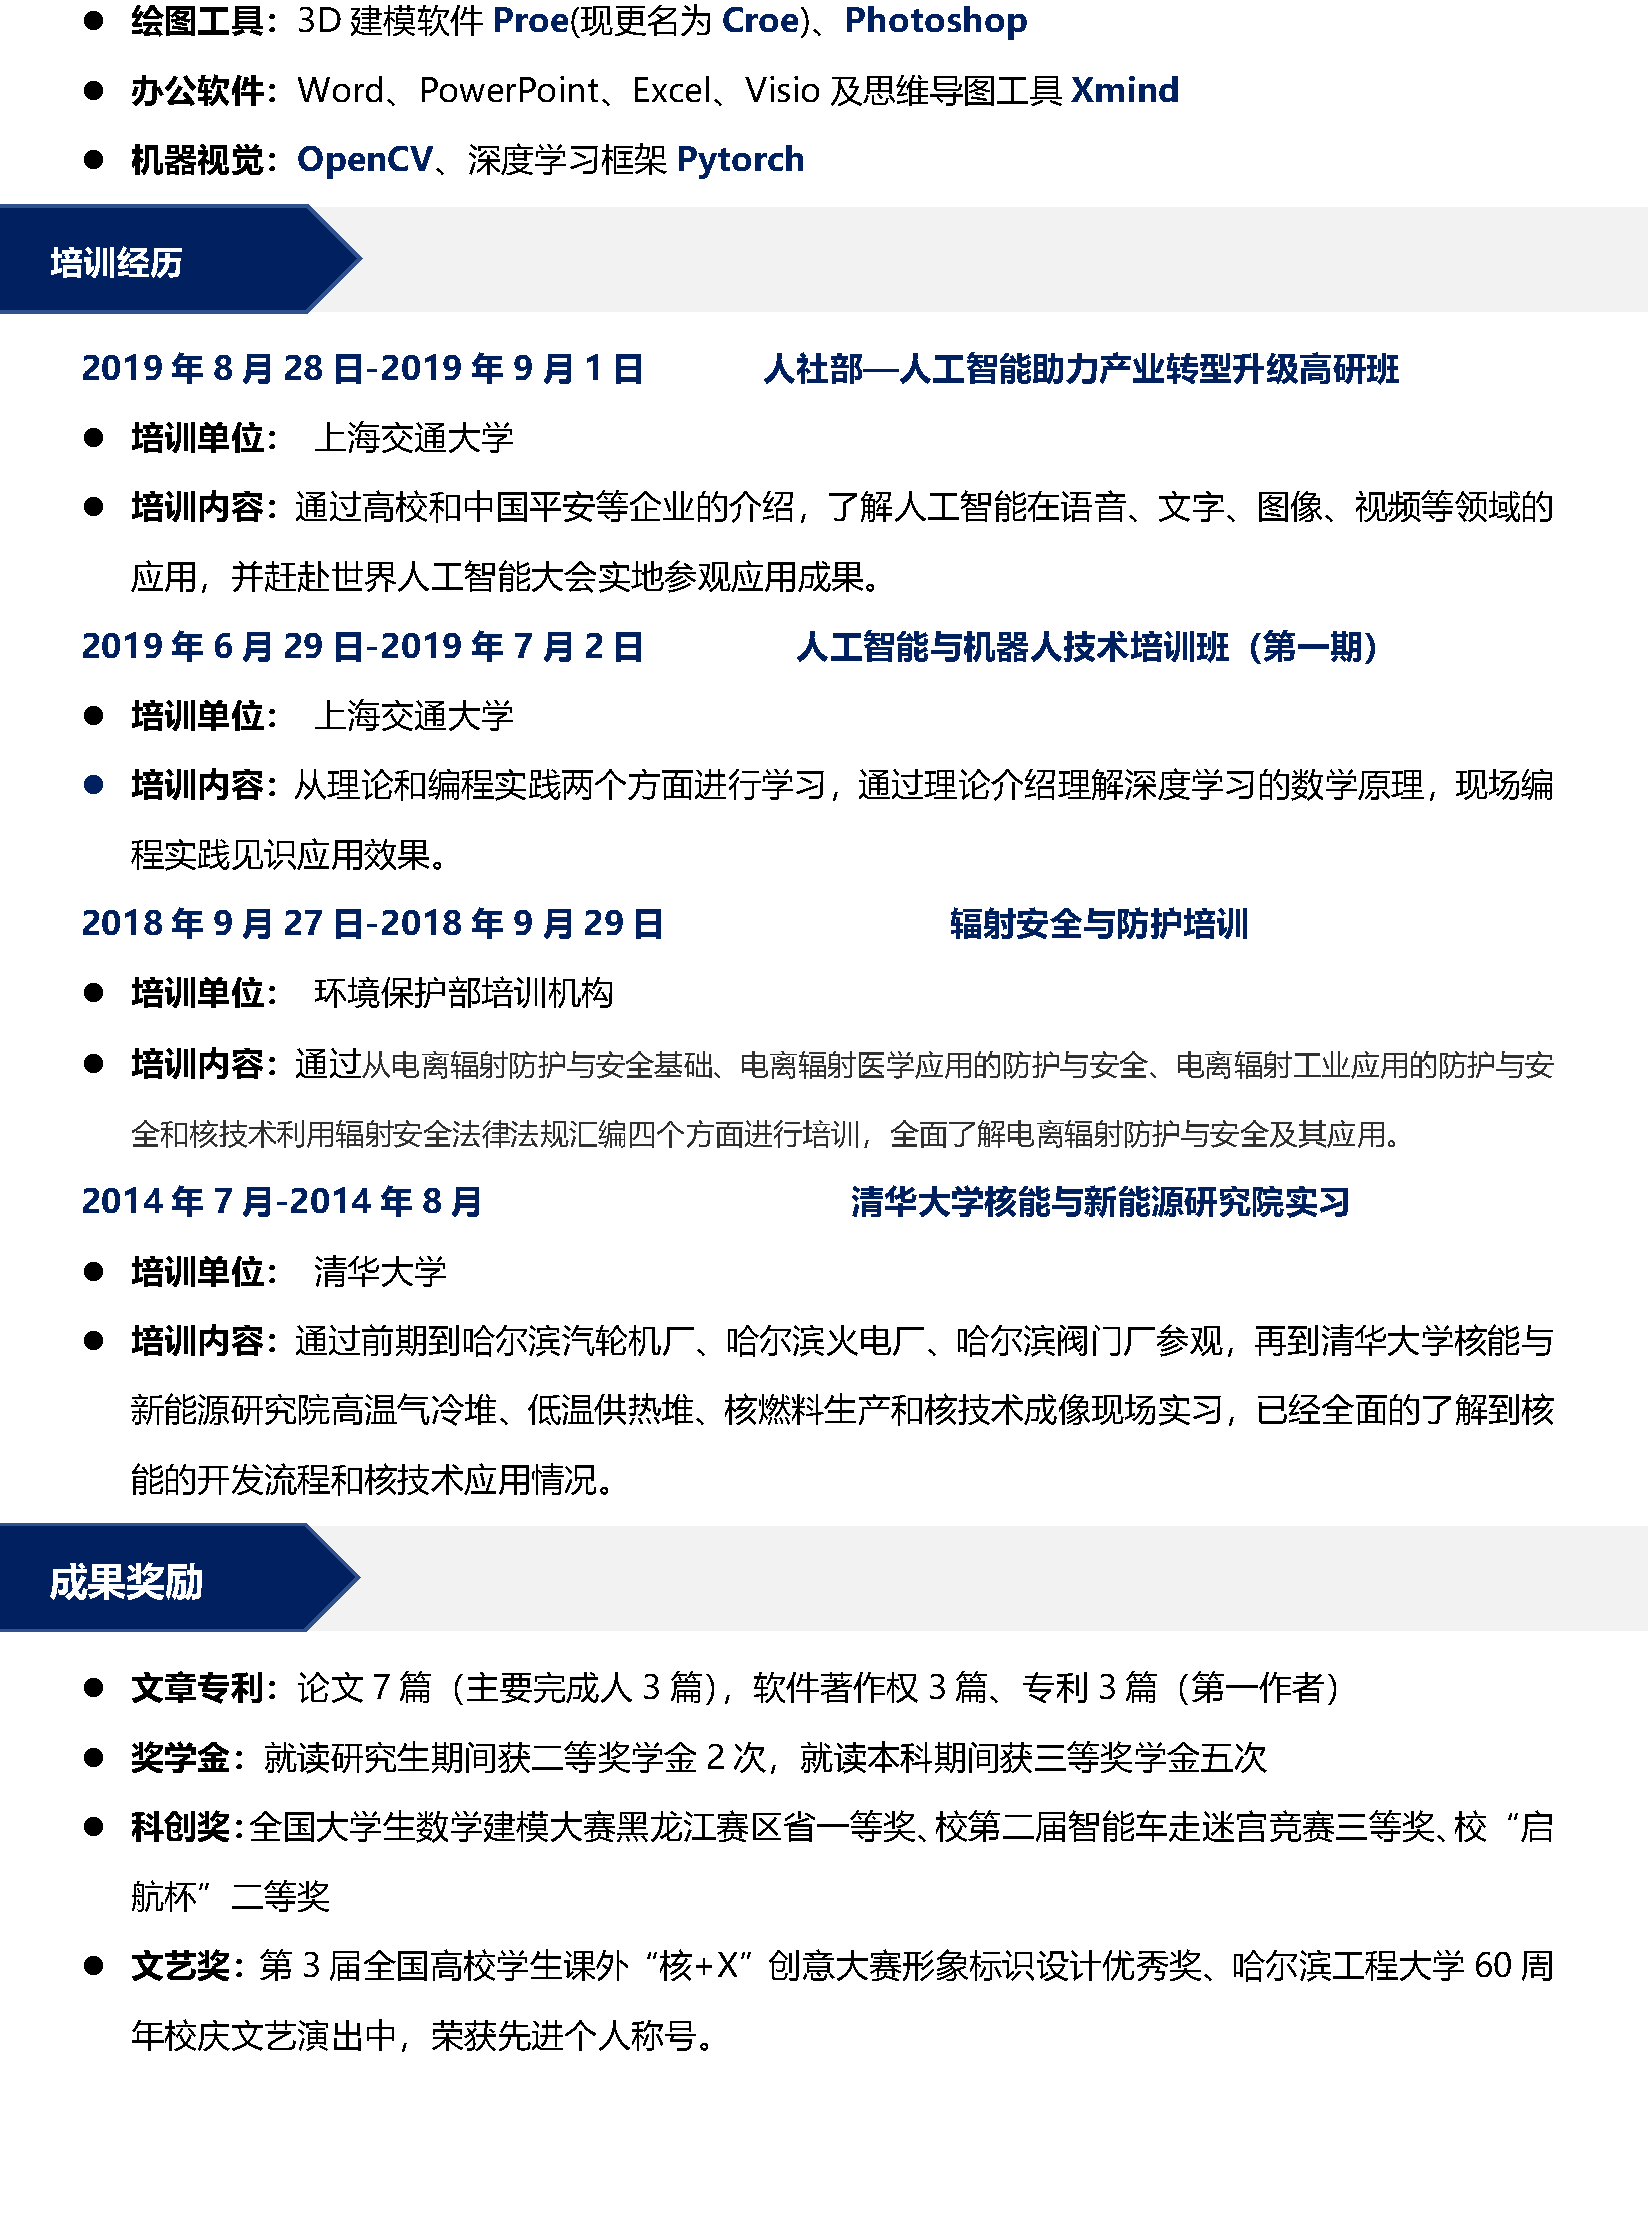 ● 绘图工具：3D 建模软件 Proe(现更名为 Croe)、Photoshop
● 办公软件：Word、PowerPoint、Excel、Visio 及思维导图工具 Xmind
● 机器视觉：OpenCV、深度学习框架 Pytorch
培训经历
2019 年 8 月 28 日-2019 年 9 月 1 日 人社部—人工智能助力产业转型升级高研班
● 培训单位： 上海交通大学
● 培训内容：通过高校和中国平安等企业的介绍，了解人工智能在语音、文字、图像、视频等领域的
应用，并赶赴世界人工智能大会实地参观应用成果。
2019 年 6 月 29 日-2019 年 7 月 2 日 人工智能与机器人技术培训班（第一期）
● 培训单位： 上海交通大学
● 培训内容：从理论和编程实践两个方面进行学习，通过理论介绍理解深度学习的数学原理，现场编
程实践见识应用效果。
2018 年 9 月 27 日-2018 年 9 月 29 日 辐射安全与防护培训
● 培训单位： 环境保护部培训机构
● 培训内容：通过从电离辐射防护与安全基础、电离辐射医学应用的防护与安全、电离辐射工业应用的防护与安
全和核技术利用辐射安全法律法规汇编四个方面进行培训，全面了解电离辐射防护与安全及其应用。
2014 年 7 月-2014 年 8 月 清华大学核能与新能源研究院实习
● 培训单位： 清华大学
● 培训内容：通过前期到哈尔滨汽轮机厂、哈尔滨火电厂、哈尔滨阀门厂参观，再到清华大学核能与
新能源研究院高温气冷堆、低温供热堆、核燃料生产和核技术成像现场实习，已经全面的了解到核
能的开发流程和核技术应用情况。
成果奖励
● 文章专利：论文 7 篇（主要完成人 3 篇），软件著作权 3 篇、专利 3 篇（第一作者）
● 奖学金：就读研究生期间获二等奖学金 2 次，就读本科期间获三等奖学金五次
● 科创奖：全国大学生数学建模大赛黑龙江赛区省一等奖、校第二届智能车走迷宫竞赛三等奖、校“启
航杯”二等奖
● 文艺奖：第 3 届全国高校学生课外“核+X”创意大赛形象标识设计优秀奖、哈尔滨工程大学 60 周
年校庆文艺演出中，荣获先进个人称号。